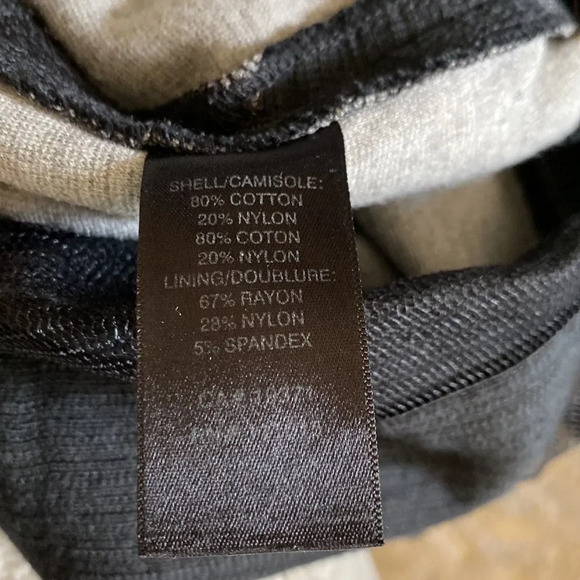 SHELL/CAMISOLE:
80% COTTON
20% NYLON
80% COTON
20% NYLON
LINING/DOUBLURE:
67% RAYON
28% NYLON
5% SPANDEX